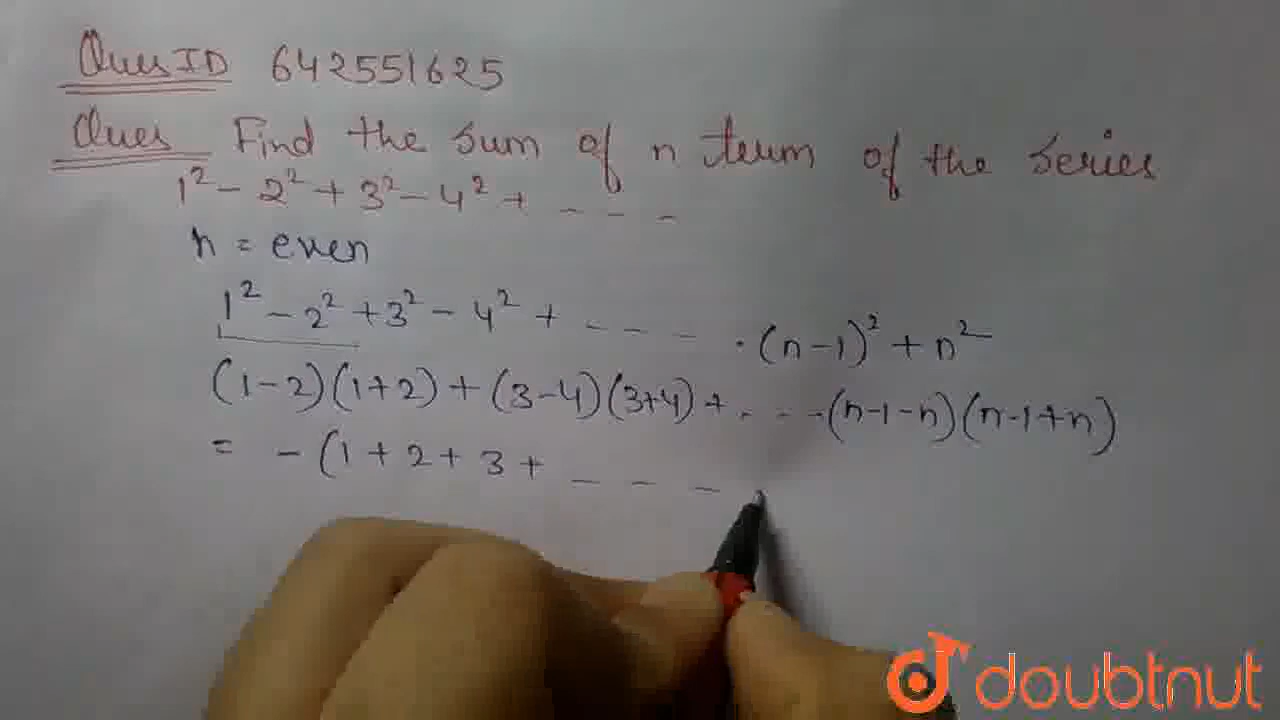 Ques ID 642551625
Ques Find the sum of n term of the series
1² - 2² + 3² - 4² + - - -
n = even
1² - 2² + 3² - 4² + - - - . (n-1)² + n²
(1-2)(1+2) + (3-4)(3+4) + . - - - (n-1-n)(n-1+n)
= - (1 + 2 + 3 + - - -
doubtnut